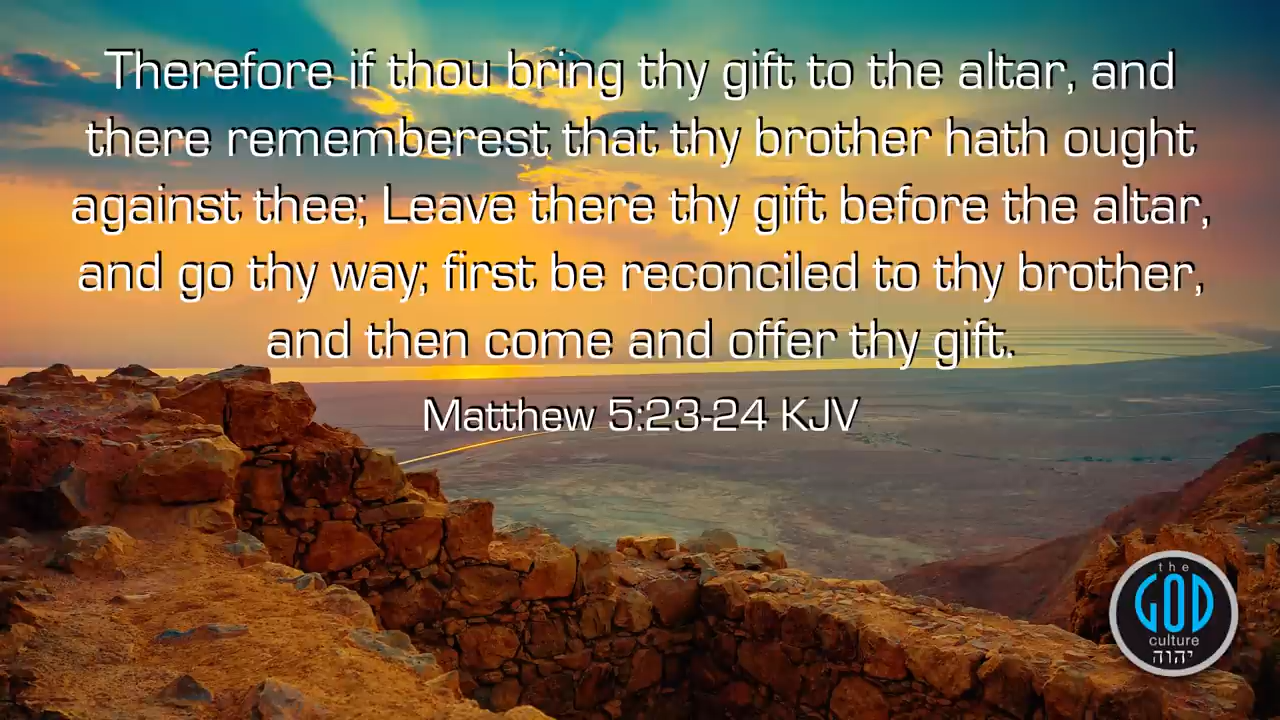 Therefore if thou bring thy gift to the altar, and
there rememberest that thy brother hath ought
against thee; Leave there thy gift before the altar,
and go thy way; first be reconciled to thy brother,
and then come and offer thy gift.
Matthew 5:23-24 KJV
the
GOD
culture
יהוה